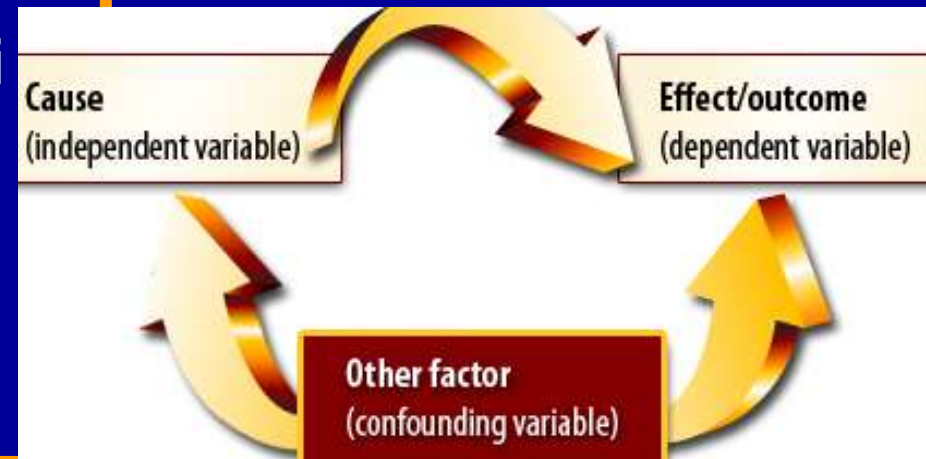 Cause
(independent variable)
Effect/outcome
(dependent variable)
Other factor
(confounding variable)